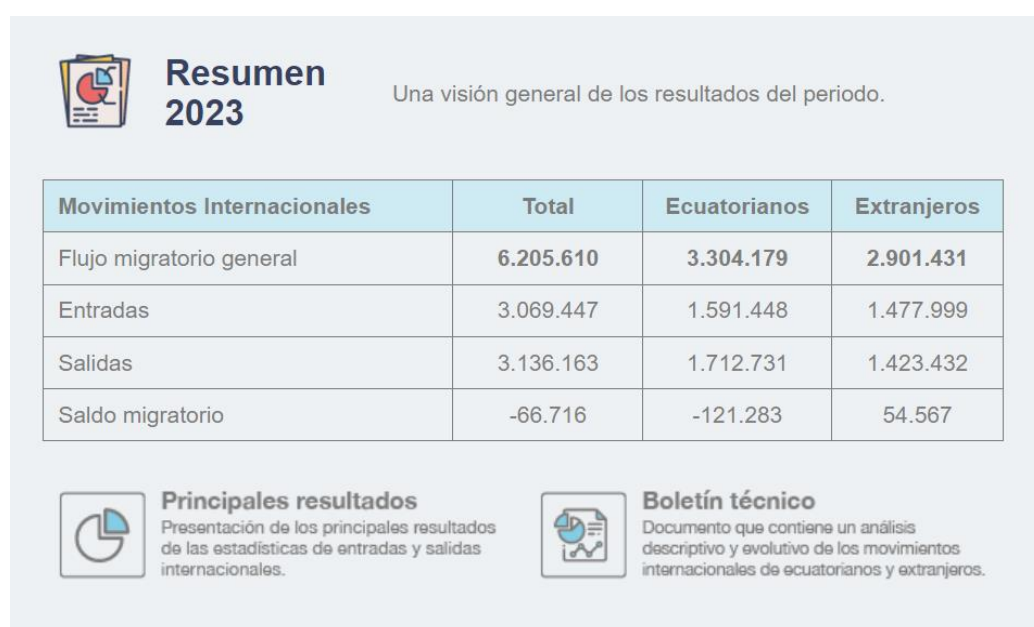 Resumen
2023
Una visión general de los resultados del periodo.
Movimientos Internacionales Total Ecuatorianos Extranjeros
Flujo migratorio general 6.205.610 3.304.179 2.901.431
Entradas 3.069.447 1.591.448 1.477.999
Salidas 3.136.163 1.712.731 1.423.432
Saldo migratorio -66.716 -121.283 54.567
Principales resultados
Presentación de los principales resultados
de las estadísticas de entradas y salidas
internacionales.
Boletín técnico
Documento que contiene un análisis
descriptivo y evolutivo de los movimientos
internacionales de ecuatorianos y extranjeros.